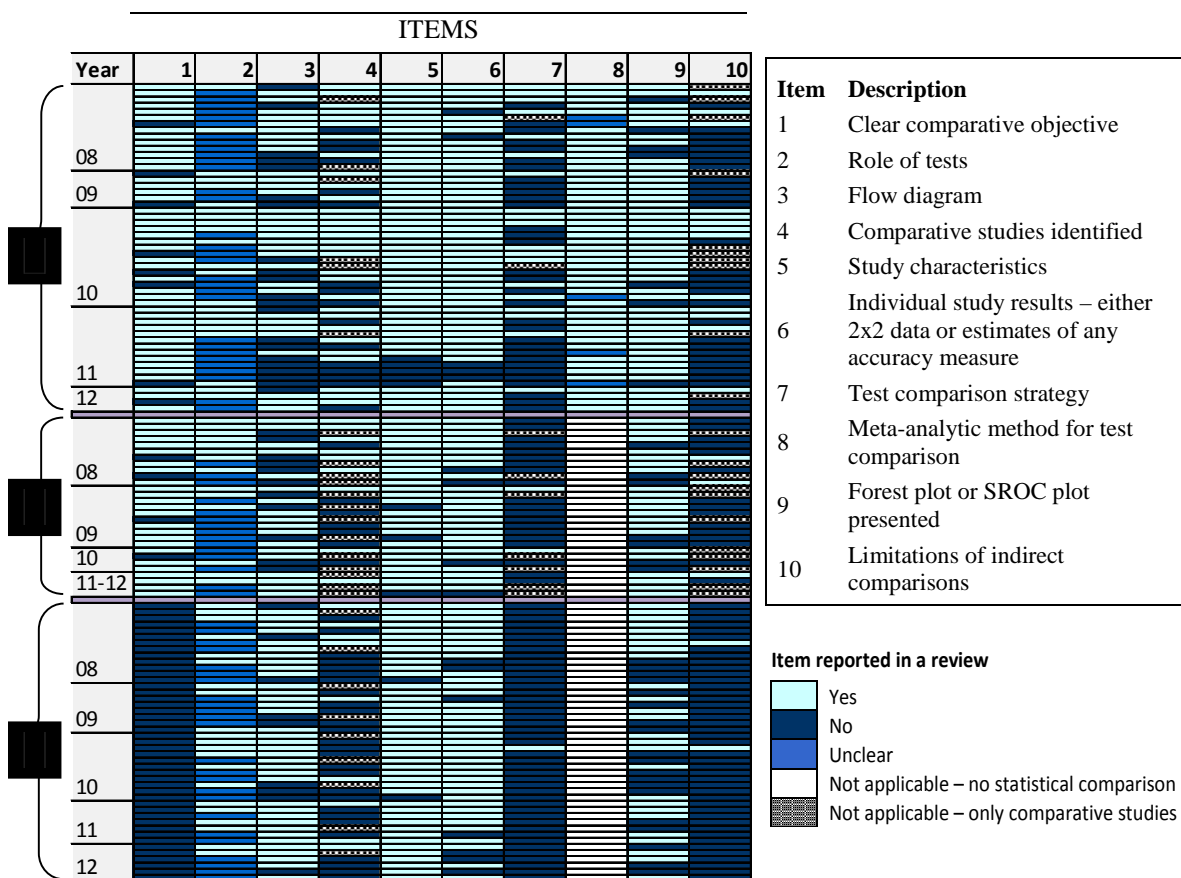 ITEMS
Year 1 2 3 4 5 6 7 8 9 10
08
09
10
11
12
08
09
10
11-12
08
09
10
11
12
Item Description
1 Clear comparative objective
2 Role of tests
3 Flow diagram
4 Comparative studies identified
5 Study characteristics
Individual study results – either
6 2x2 data or estimates of any
accuracy measure
7 Test comparison strategy
8 Meta-analytic method for test
comparison
9 Forest plot or SROC plot
presented
10 Limitations of indirect
comparisons
Item reported in a review
Yes
No
Unclear
Not applicable – no statistical comparison
Not applicable – only comparative studies